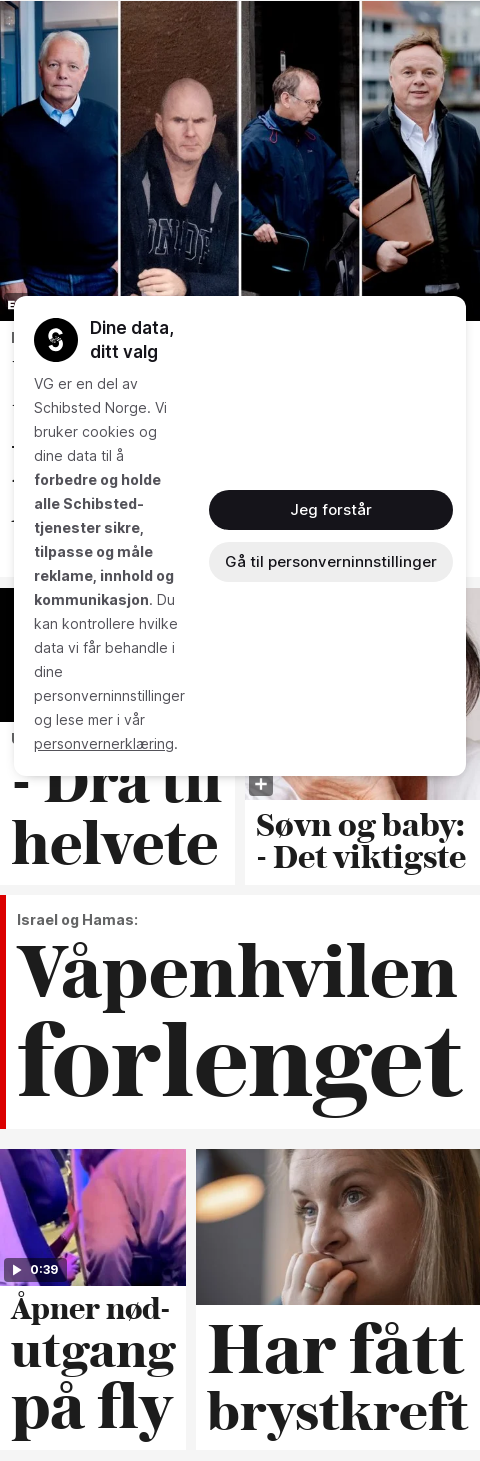 Dine data,
ditt valg
VG er en del av
Schibsted Norge. Vi
bruker cookies og
dine data til å
forbedre og holde
alle Schibsted-
tjenester sikre,
tilpasse og måle
reklame, innhold og
kommunikasjon. Du
kan kontrollere hvilke
data vi får behandle i
dine
personverninnstillinger
og lese mer i vår
personvernerklæring.
Jeg forstår
Gå til personverninnstillinger
- Dra til
helvete
Søvn og baby:
- Det viktigste
Israel og Hamas:
Våpenhvilen
forlenget
0:39
Åpner nød-
utgang
på fly
Har fått
brystkreft